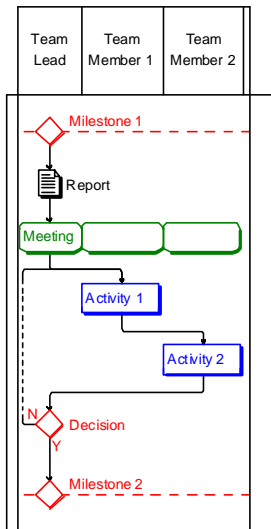 Team Lead
Team Member 1
Team Member 2
Milestone 1
Report
Meeting
Activity 1
Activity 2
N
Decision
Y
Milestone 2